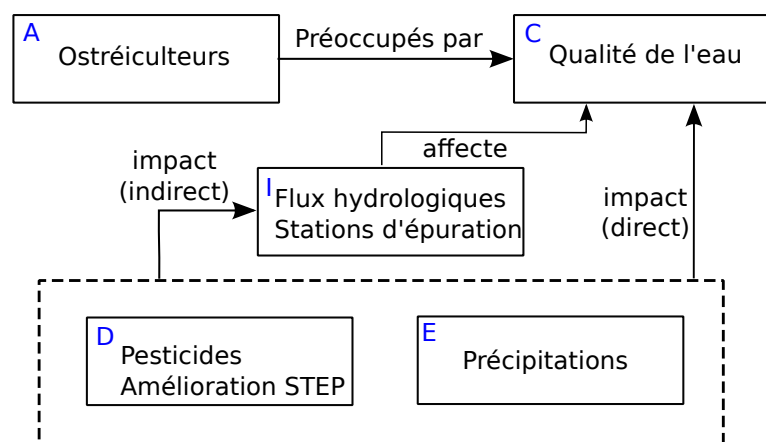 A
Ostréiculteurs
Préoccupés par
C
Qualité de l'eau
impact
(indirect)
affecte
I
Flux hydrologiques
Stations d'épuration
impact
(direct)
D
Pesticides
Amélioration STEP
E
Précipitations